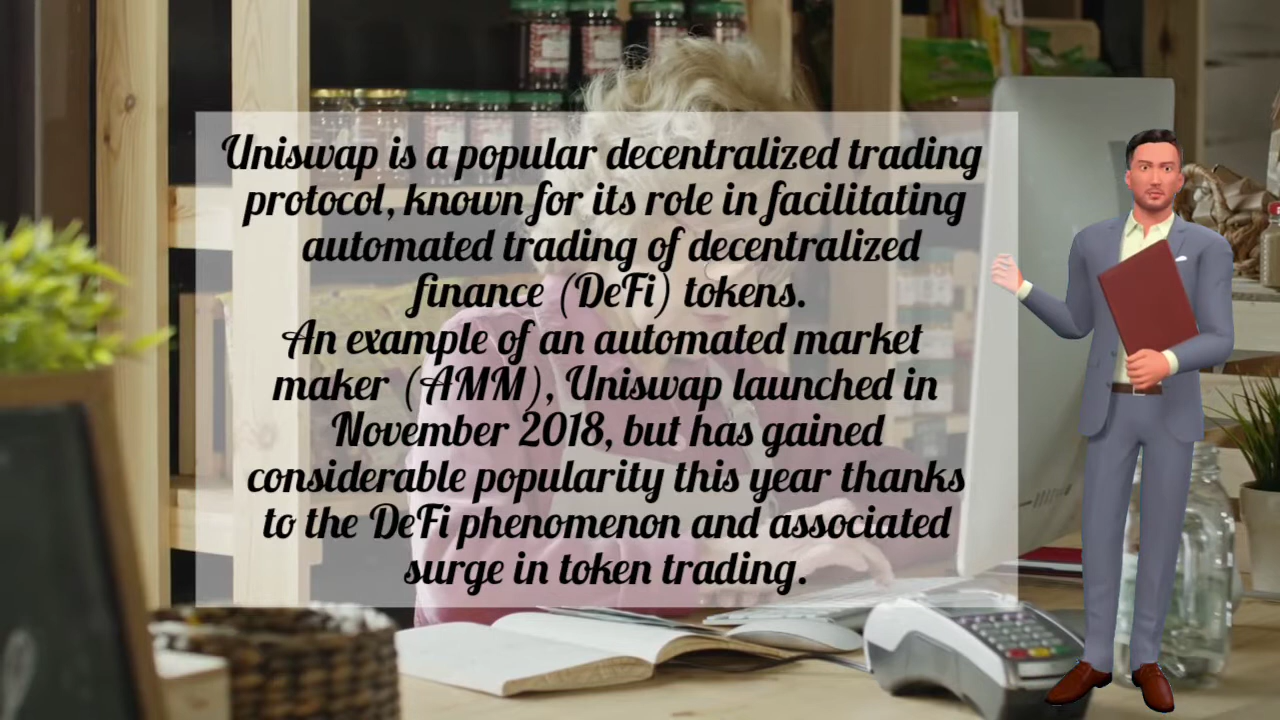 Uniswap is a popular decentralized trading
protocol, known for its role in facilitating
automated trading of decentralized
finance (DeFi) tokens.
An example of an automated market
maker (AMM), Uniswap launched in
November 2018, but has gained
considerable popularity this year thanks
to the DeFi phenomenon and associated
surge in token trading.